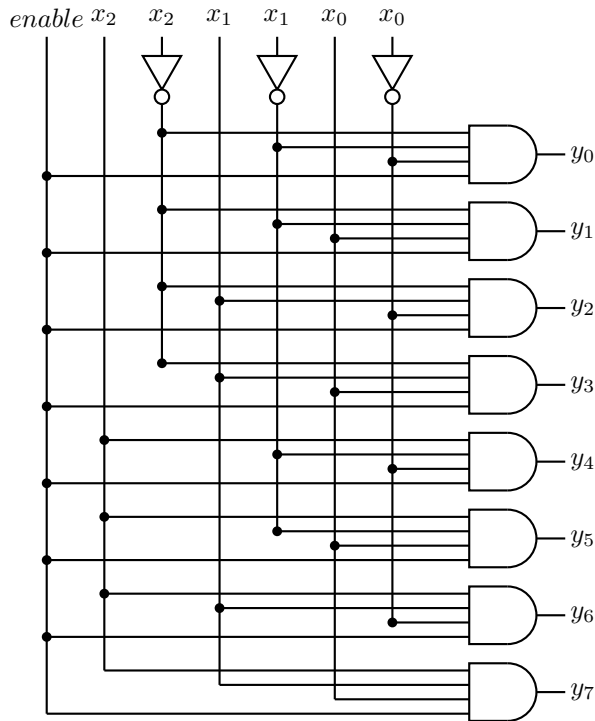 enable x₂ x₂ x₁ x₁ x₀ x₀
y₀
y₁
y₂
y₃
y₄
y₅
y₆
y₇